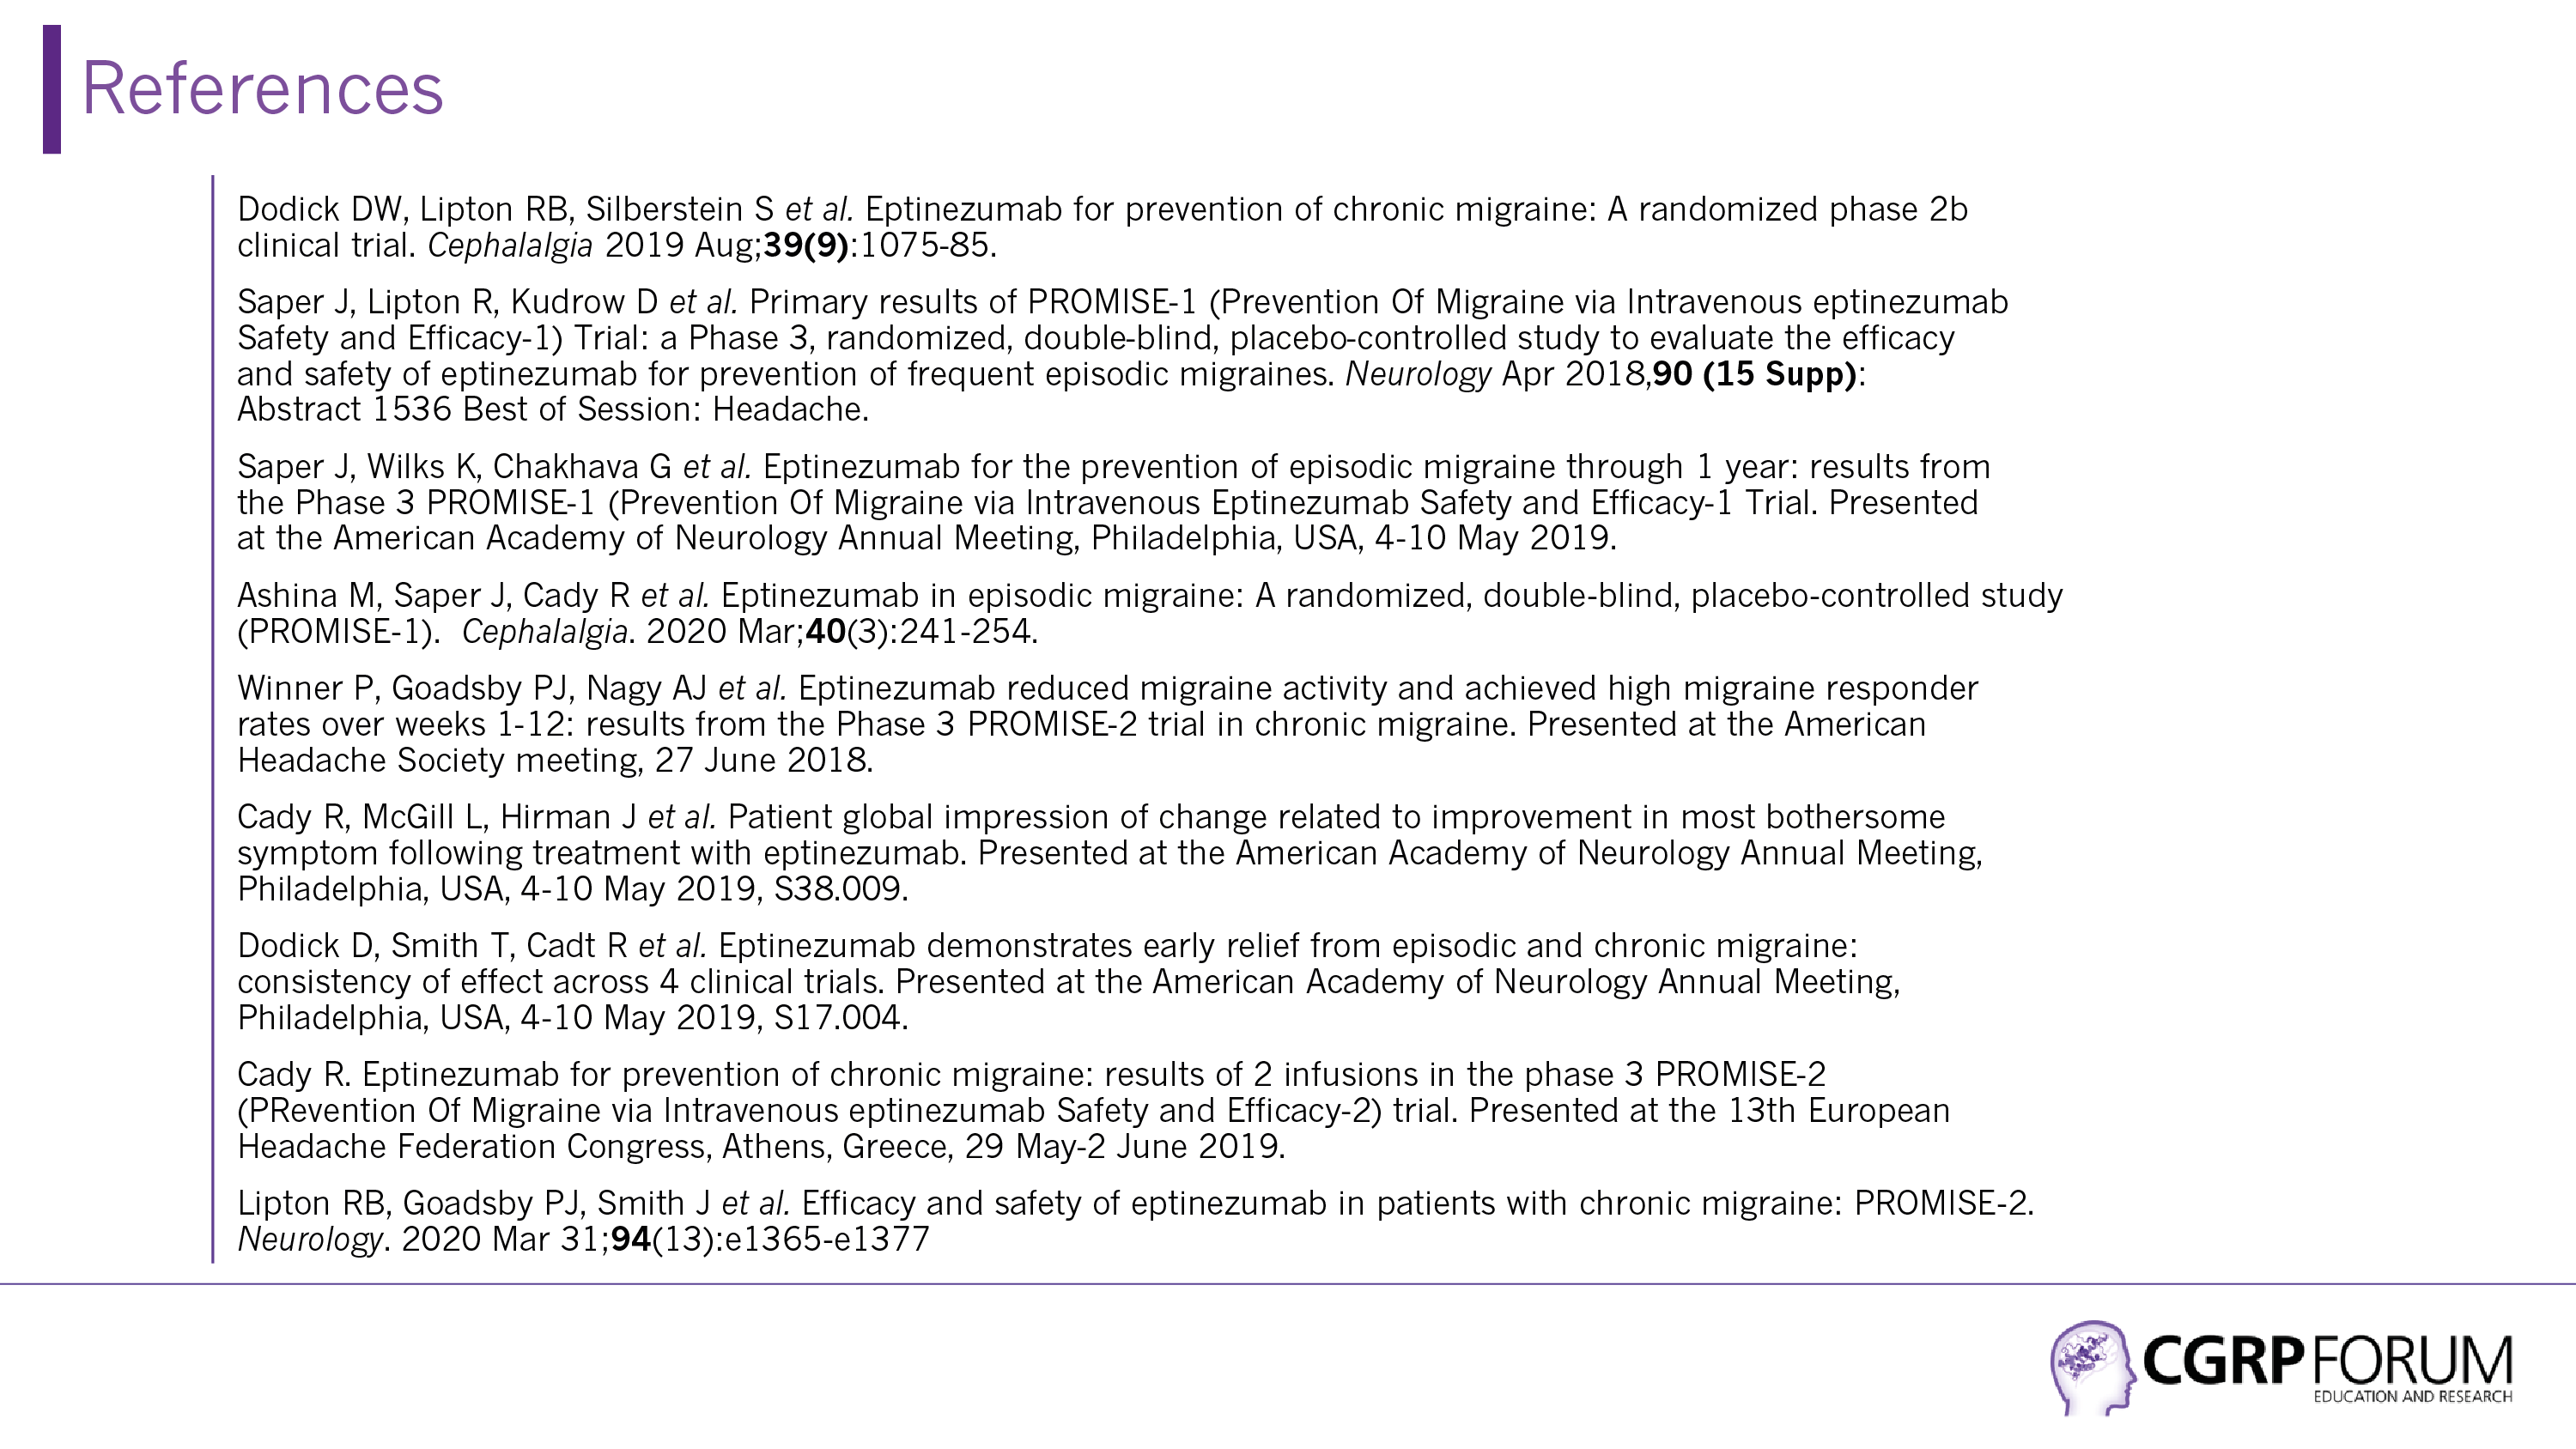 References
Dodick DW, Lipton RB, Silberstein S et al. Eptinezumab for prevention of chronic migraine: A randomized phase 2b
clinical trial. Cephalalgia 2019 Aug;39(9):1075-85.
Saper J, Lipton R, Kudrow D et al. Primary results of PROMISE-1 (Prevention Of Migraine via Intravenous eptinezumab
Safety and Efficacy-1) Trial: a Phase 3, randomized, double-blind, placebo-controlled study to evaluate the efficacy
and safety of eptinezumab for prevention of frequent episodic migraines. Neurology Apr 2018,90 (15 Supp):
Abstract 1536 Best of Session: Headache.
Saper J, Wilks K, Chakhava G et al. Eptinezumab for the prevention of episodic migraine through 1 year: results from
the Phase 3 PROMISE-1 (Prevention Of Migraine via Intravenous Eptinezumab Safety and Efficacy-1 Trial. Presented
at the American Academy of Neurology Annual Meeting, Philadelphia, USA, 4-10 May 2019.
Ashina M, Saper J, Cady R et al. Eptinezumab in episodic migraine: A randomized, double-blind, placebo-controlled study
(PROMISE-1). Cephalalgia. 2020 Mar;40(3):241-254.
Winner P, Goadsby PJ, Nagy AJ et al. Eptinezumab reduced migraine activity and achieved high migraine responder
rates over weeks 1-12: results from the Phase 3 PROMISE-2 trial in chronic migraine. Presented at the American
Headache Society meeting, 27 June 2018.
Cady R, McGill L, Hirman J et al. Patient global impression of change related to improvement in most bothersome
symptom following treatment with eptinezumab. Presented at the American Academy of Neurology Annual Meeting,
Philadelphia, USA, 4-10 May 2019, S38.009.
Dodick D, Smith T, Cadt R et al. Eptinezumab demonstrates early relief from episodic and chronic migraine:
consistency of effect across 4 clinical trials. Presented at the American Academy of Neurology Annual Meeting,
Philadelphia, USA, 4-10 May 2019, S17.004.
Cady R. Eptinezumab for prevention of chronic migraine: results of 2 infusions in the phase 3 PROMISE-2
(PRevention Of Migraine via Intravenous eptinezumab Safety and Efficacy-2) trial. Presented at the 13th European
Headache Federation Congress, Athens, Greece, 29 May-2 June 2019.
Lipton RB, Goadsby PJ, Smith J et al. Efficacy and safety of eptinezumab in patients with chronic migraine: PROMISE-2.
Neurology. 2020 Mar 31;94(13):e1365-e1377
CGRP FORUM
EDUCATION AND RESEARCH